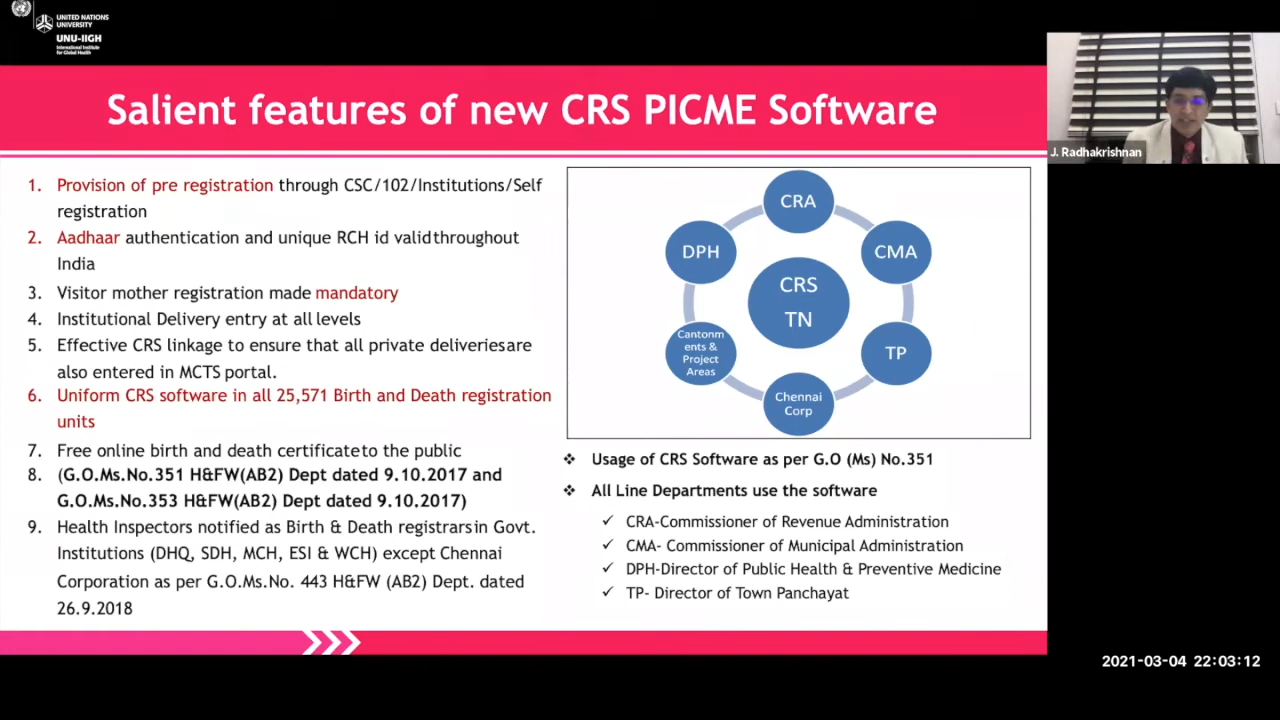 UNITED NATIONS
UNIVERSITY
UNU-IIGH
International Institute
for Global Health
Salient features of new CRS PICME Software
J. Radhakrishnan
1. Provision of pre registration through CSC/102/Institutions/Self
registration
2. Aadhaar authentication and unique RCH id validthroughout
India
3. Visitor mother registration made mandatory
4. Institutional Delivery entry at all levels
5. Effective CRS linkage to ensure that all private deliveriesare
also entered in MCTS portal.
6. Uniform CRS software in all 25,571 Birth and Death registration
units
7. Free online birth and death certificateto the public
8. (G.O.Ms.No.351 H&FW(AB2) Dept dated 9.10.2017 and
G.O.Ms.No.353 H&FW(AB2) Dept dated 9.10.2017)
9. Health Inspectors notified as Birth & Death registrarsin Govt.
Institutions (DHQ, SDH, MCH, ESI & WCH) except Chennai
Corporation as per G.O.Ms.No. 443 H&FW (AB2) Dept. dated
26.9.2018
CRA
DPH
CMA
CRS
TN
Cantonm
ents &
Project
Areas
TP
Chennai
Corp
❖ Usage of CRS Software as per G.O (Ms) No.351
❖ All Line Departments use the software
✓ CRA-Commissioner of Revenue Administration
✓ CMA- Commissioner of Municipal Administration
✓ DPH-Director of Public Health & Preventive Medicine
✓ TP- Director of Town Panchayat
2021-03-04 22:03:12